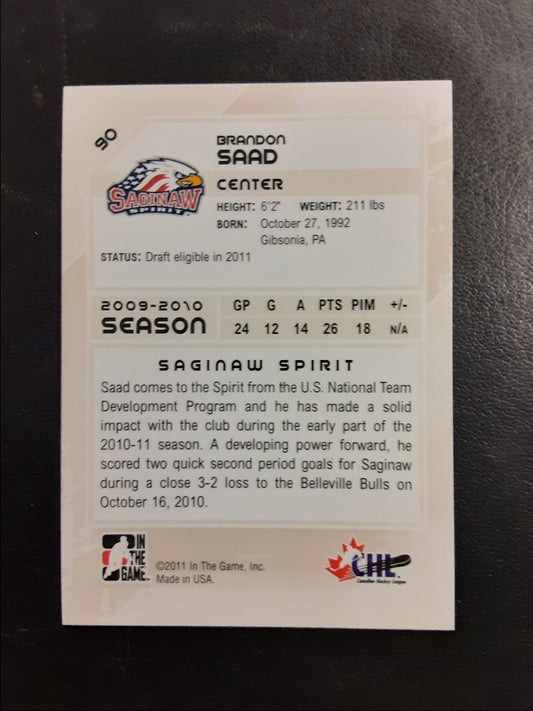 90
BRANDON
SAAD
CENTER
HEIGHT: 6'2" WEIGHT: 211 lbs
BORN: October 27, 1992
Gibsonia, PA
STATUS: Draft eligible in 2011
SAGINAW
SPIRIT
2009-2010 GP G A PTS PIM +/-
SEASON 24 12 14 26 18 N/A
SAGINAW SPIRIT
Saad comes to the Spirit from the U.S. National Team
Development Program and he has made a solid
impact with the club during the early part of the
2010-11 season. A developing power forward, he
scored two quick second period goals for Saginaw
during a close 3-2 loss to the Belleville Bulls on
October 16, 2010.
IN
THE
GAME
©2011 In The Game, Inc.
Made in USA.
CHL
Canadian Hockey League